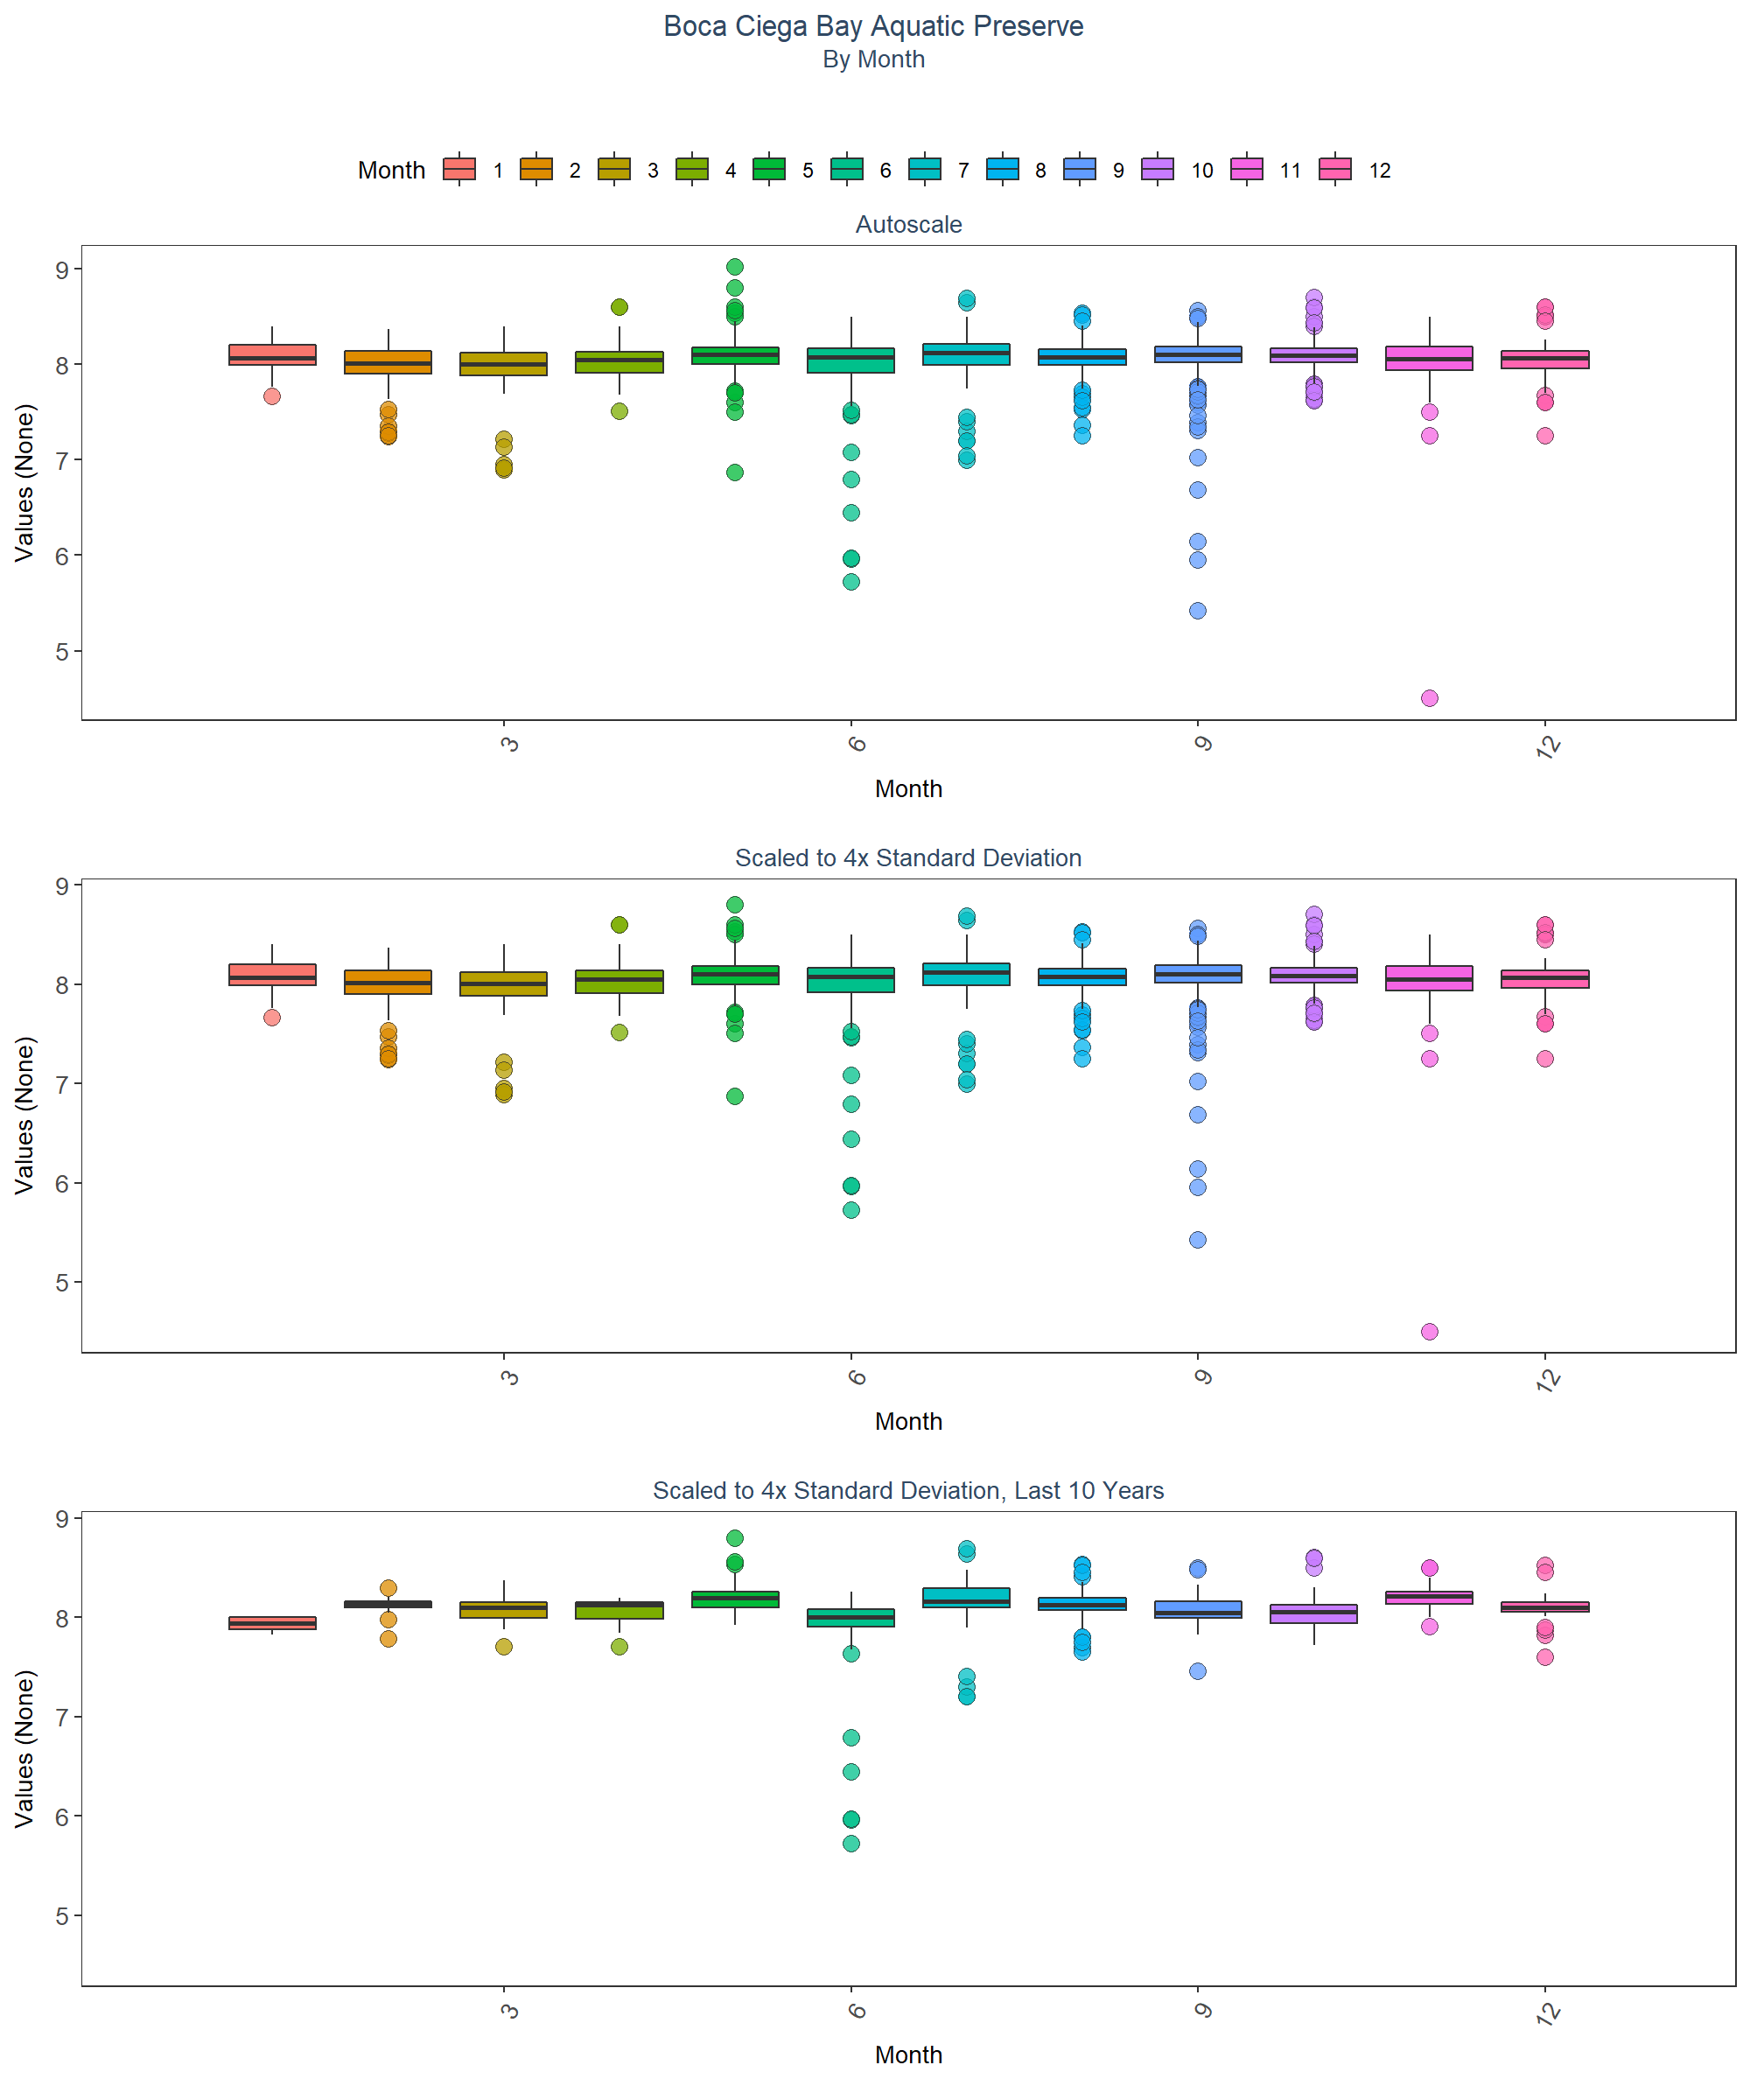 Boca Ciega Bay Aquatic Preserve
By Month
Month 1 2 3 4 5 6 7 8 9 10 11 12
Autoscale
Values (None)
9
8
7
6
5
3 6 9 12
Month
Scaled to 4x Standard Deviation
Values (None)
9
8
7
6
5
3 6 9 12
Month
Scaled to 4x Standard Deviation, Last 10 Years
Values (None)
9
8
7
6
5
3 6 9 12
Month